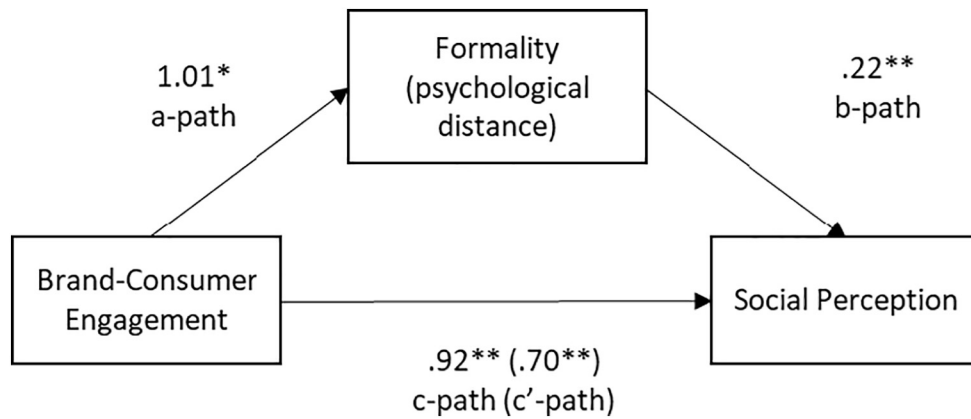 1.01*
a-path
Formality
(psychological
distance)
.22**
b-path
Brand-Consumer
Engagement
Social Perception
.92** (.70**)
c-path (c’-path)